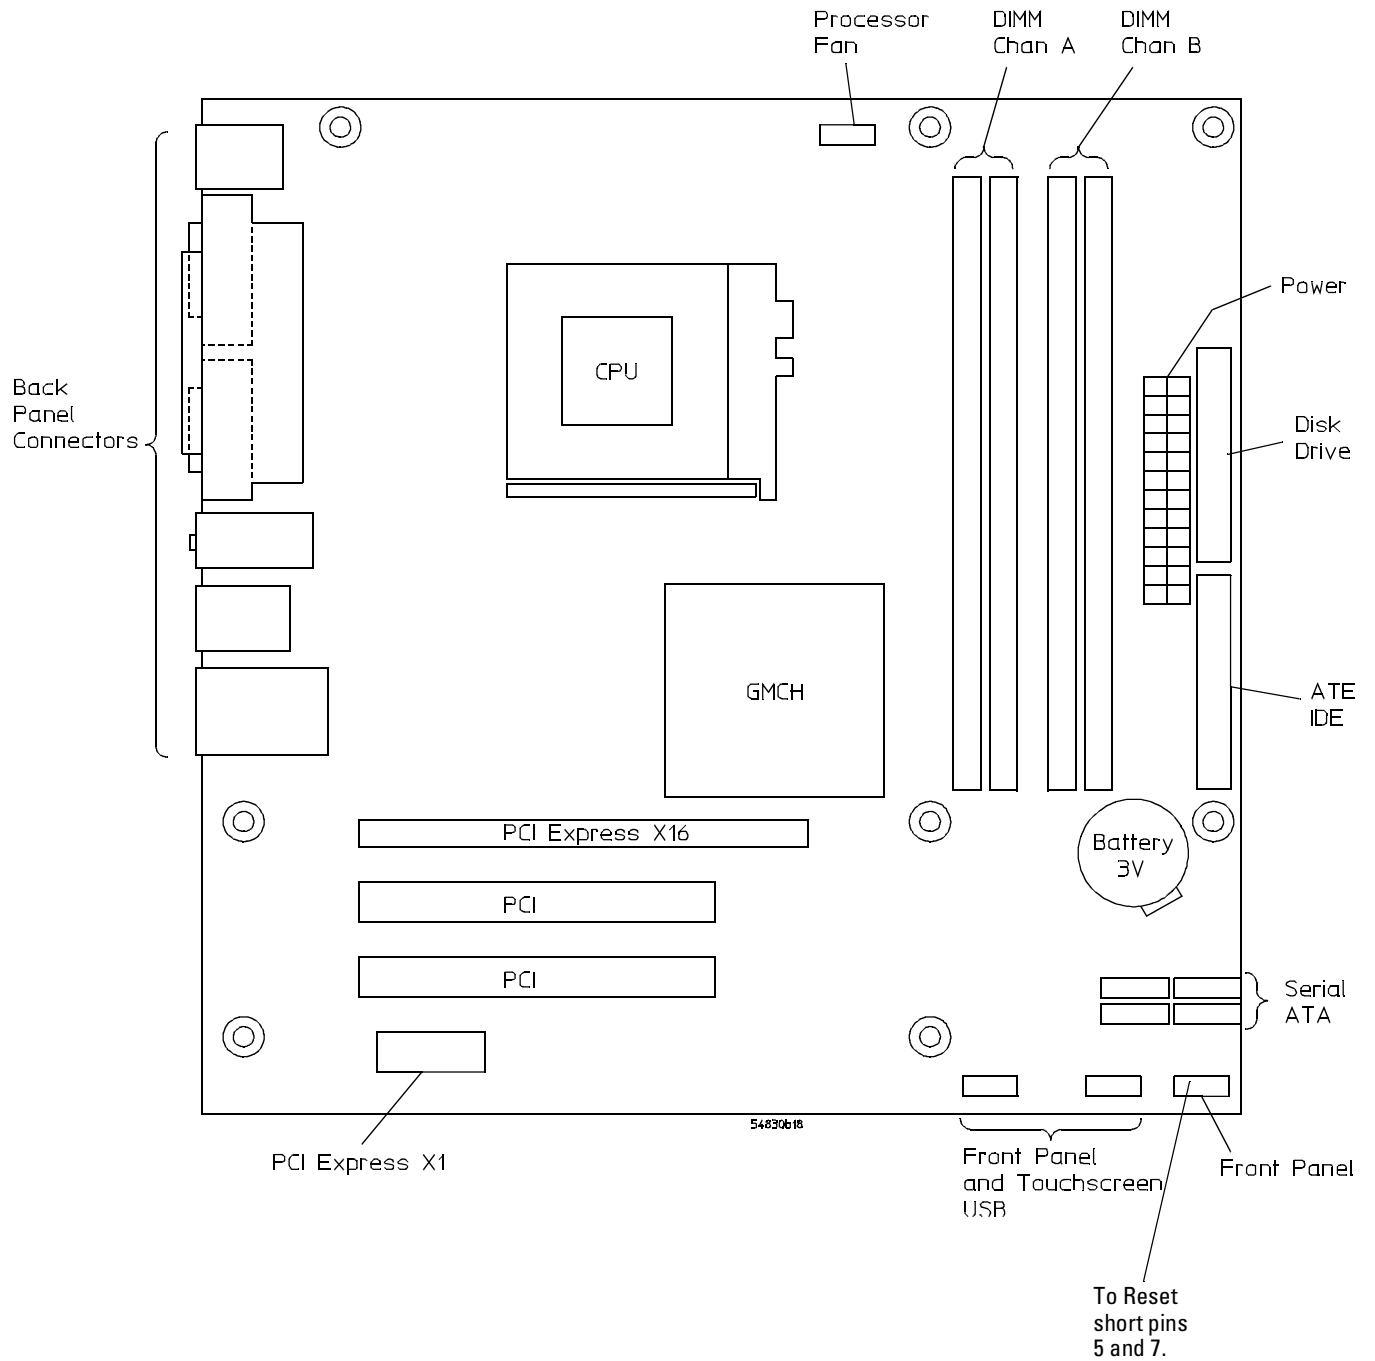 Processor
Fan
DIMM
Chan A
DIMM
Chan B
Power
Back
Panel
Connectors
CPU
Disk
Drive
GMCH
ATE
IDE
PCI Express X16
Battery
3V
PCI
PCI
Serial
ATA
54830b18
PCI Express X1
Front Panel
and Touchscreen
USB
Front Panel
To Reset
short pins
5 and 7.